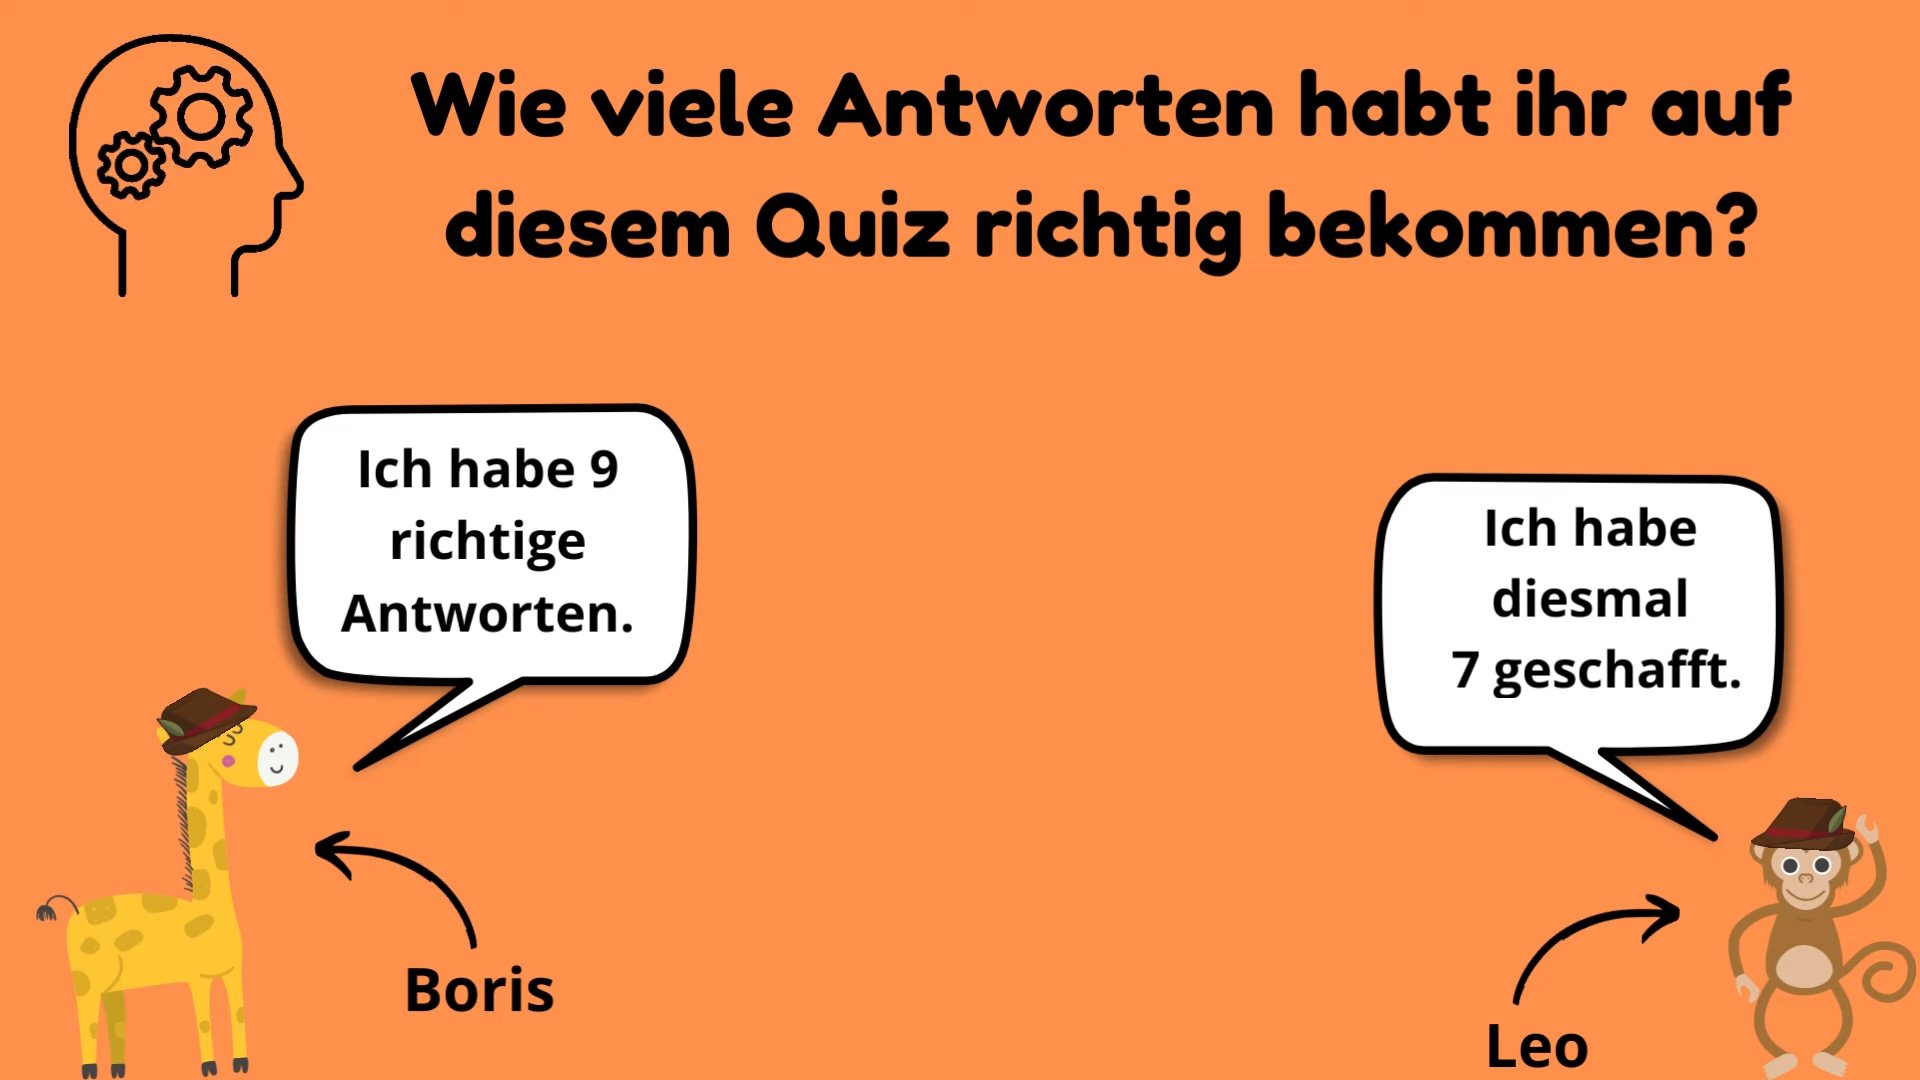 Wie viele Antworten habt ihr auf
diesem Quiz richtig bekommen?
Ich habe 9
richtige
Antworten.
Ich habe
diesmal
7 geschafft.
Boris
Leo